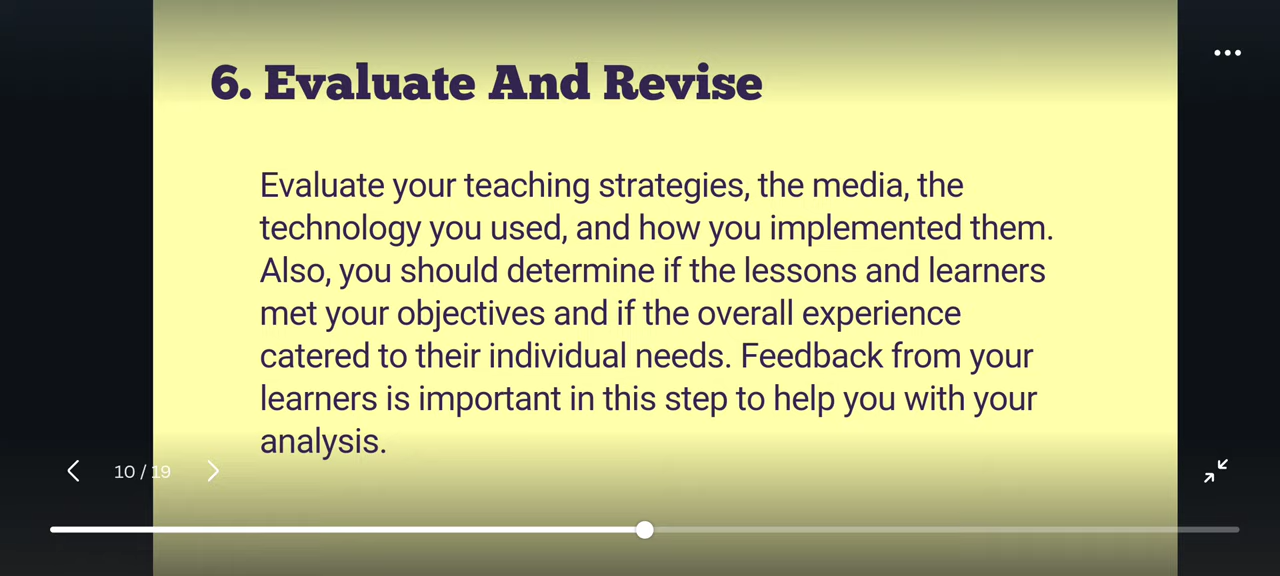 6. Evaluate And Revise
Evaluate your teaching strategies, the media, the
technology you used, and how you implemented them.
Also, you should determine if the lessons and learners
met your objectives and if the overall experience
catered to their individual needs. Feedback from your
learners is important in this step to help you with your
analysis.
10 / 19